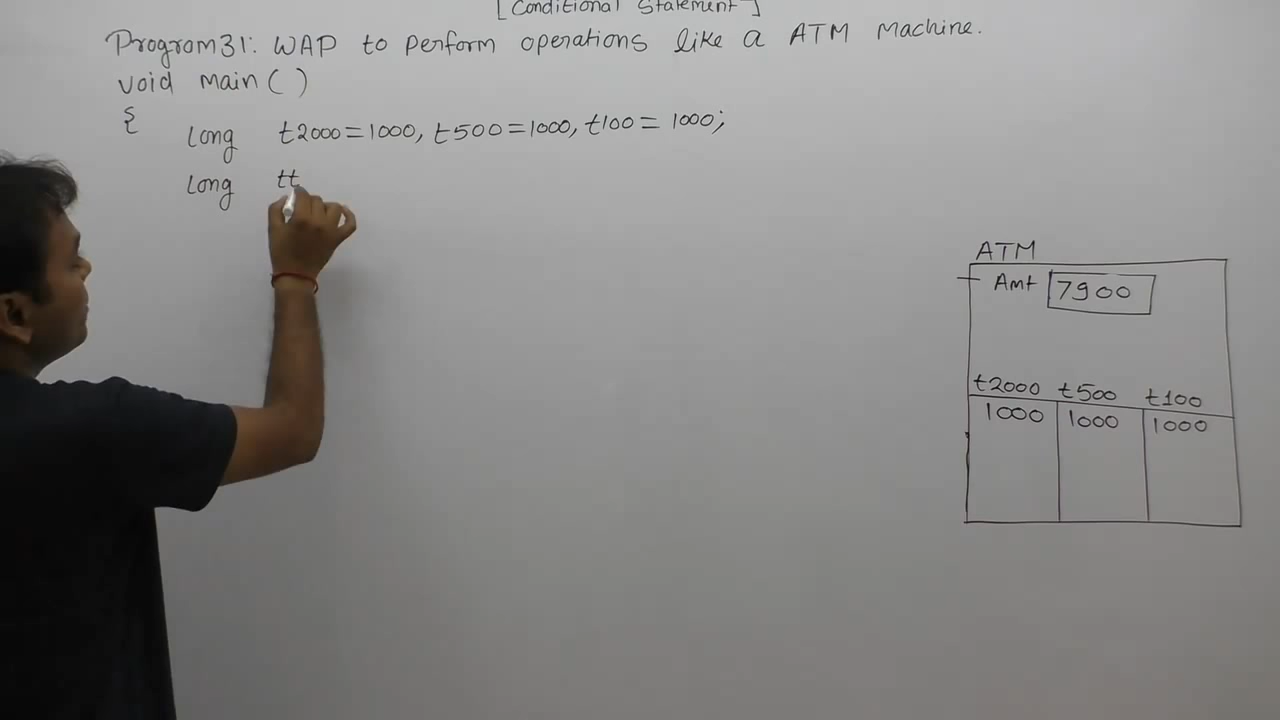 [Conditional Statement]
Program31: WAP to perform operations like a ATM Machine.
void main( )
{
long t2000=1000, t500=1000, t100=1000;
long tt
ATM
Amt 7900
t2000 t500 t100
1000 1000 1000